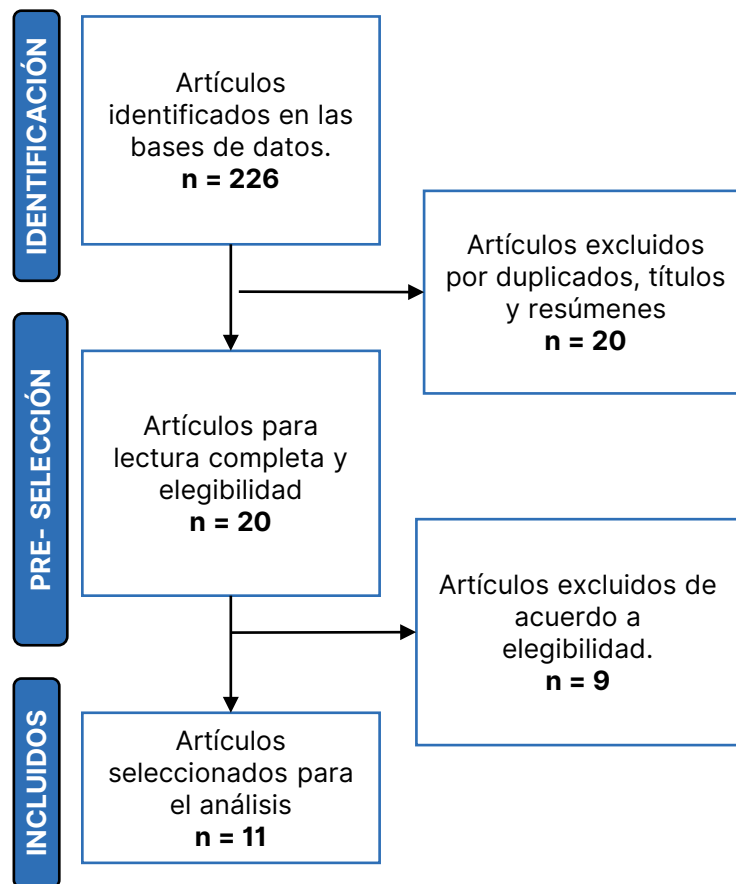 IDENTIFICACIÓN
Artículos
identificados en las
bases de datos.
n = 226
Artículos excluidos
por duplicados, títulos
y resúmenes
n = 20
PRE- SELECCIÓN
Artículos para
lectura completa y
elegibilidad
n = 20
Artículos excluidos de
acuerdo a
elegibilidad.
n = 9
INCLUIDOS
Artículos
seleccionados para
el análisis
n = 11